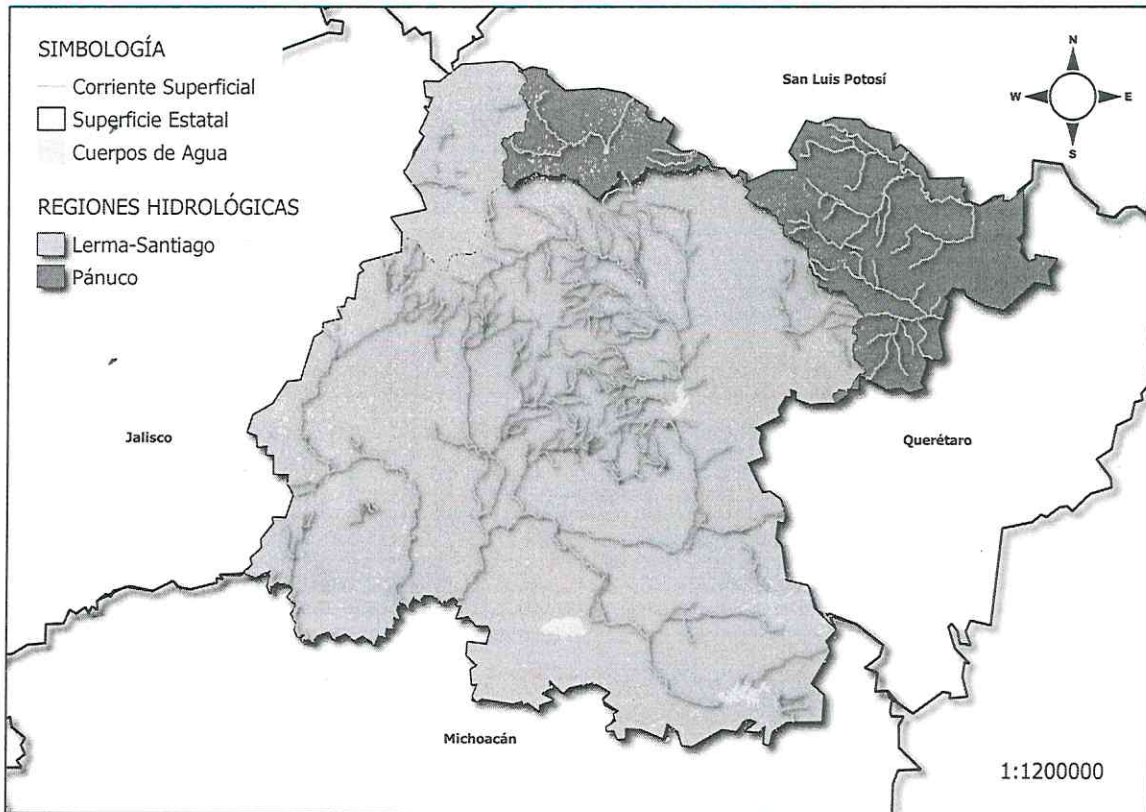 SIMBOLOGÍA
Corriente Superficial
Superficie Estatal
Cuerpos de Agua
REGIONES HIDROLÓGICAS
Lerma-Santiago
Pánuco
San Luis Potosí
N
W
E
S
Jalisco
Querétaro
Michoacán
1:1200000